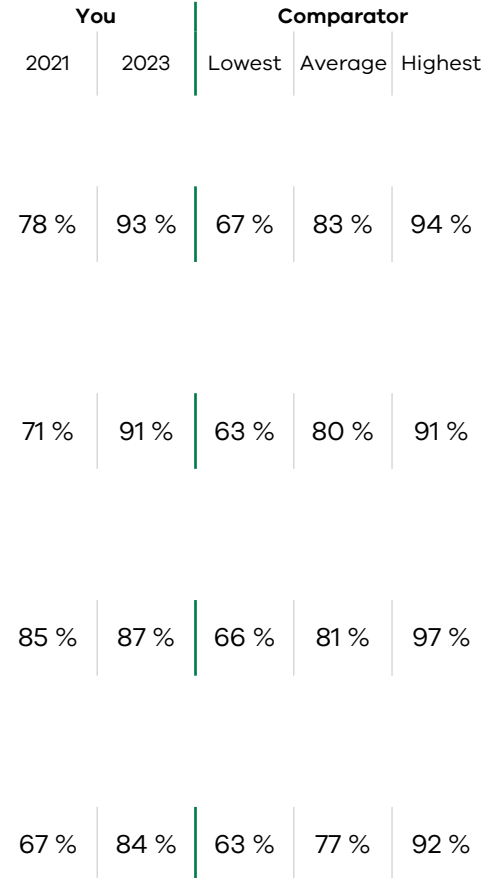 You Comparator
2021 2023 Lowest Average Highest
78 % 93 % 67 % 83 % 94 %
71 % 91 % 63 % 80 % 91 %
85 % 87 % 66 % 81 % 97 %
67 % 84 % 63 % 77 % 92 %